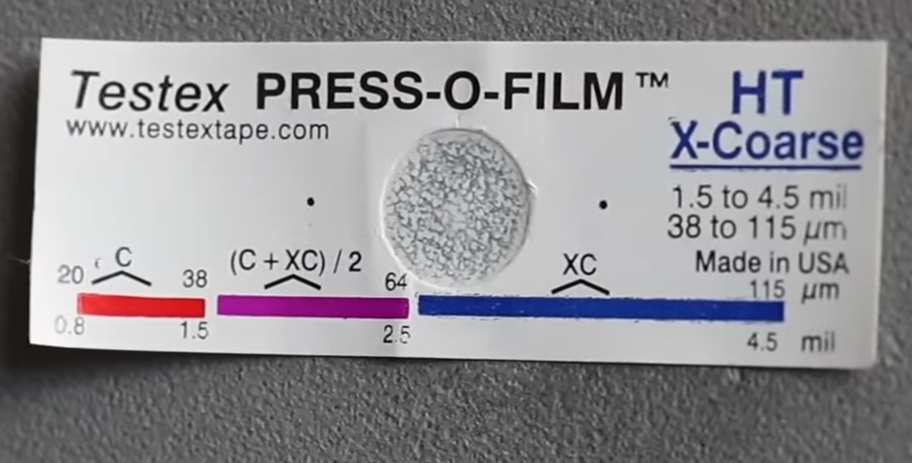 Testex PRESS-O-FILM™ HT
www.testextape.com X-Coarse
1.5 to 4.5 mil
38 to 115 µm
Made in USA
20 C 38 (C + XC) / 2 64 XC 115 µm
0.8 1.5 2.5 4.5 mil